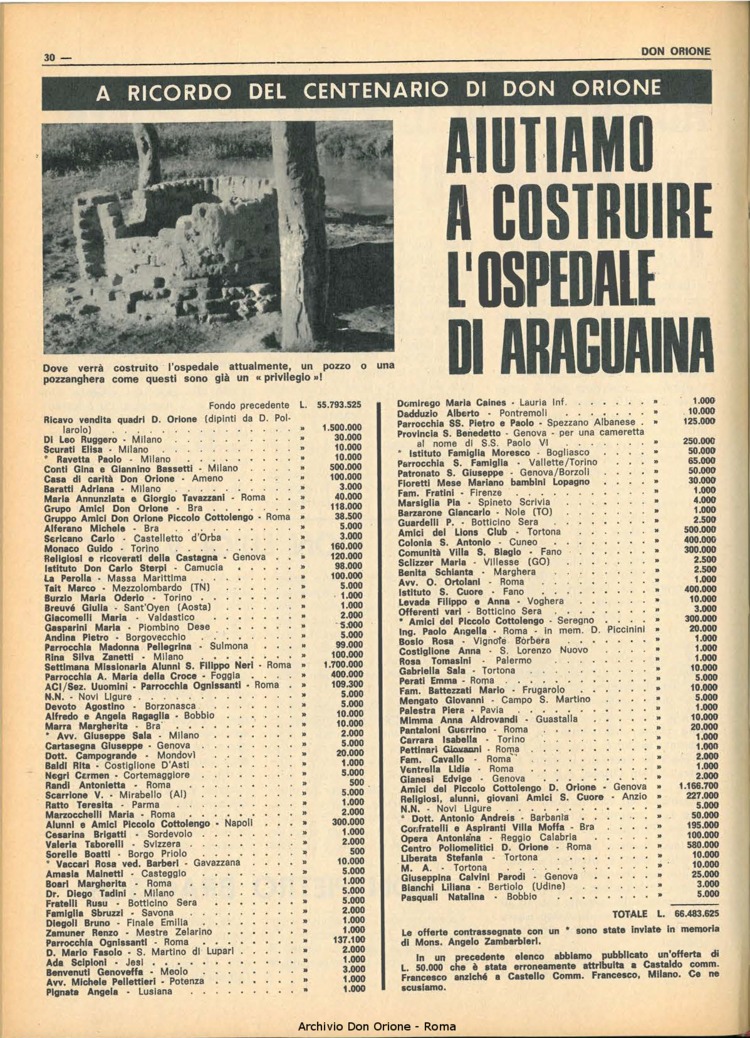 30 —
DON ORIONE
A RICORDO DEL CENTENARIO DI DON ORIONE
AIUTIAMO
A COSTRUIRE
L'OSPEDALE
DI ARAGUAINA
Dove verrà costruito l'ospedale attualmente, un pozzo o una
pozzanghera come questi sono già un « privilegio »!
Fondo precedente L. 55.793.525
Ricavo vendita quadri D. Orione (dipinti da D. Pol-
larolo) » 1.500.000
Di Leo Ruggero - Milano » 30.000
Scurati Elisa - Milano » 10.000
* Ravetta Paolo - Milano » 10.000
Conti Gina e Giannino Bassetti - Milano » 500.000
Casa di carità Don Orione - Ameno » 100.000
Baratti Adriana - Milano » 3.000
Maria Annunziata e Giorgio Tavazzani - Roma » 40.000
Grupo Amici Don Orione - Bra » 118.000
Gruppo Amici Don Orione Piccolo Cottolengo - Roma » 38.500
Alferano Michele - Bra » 5.000
Sericano Carlo - Castelletto d'Orba » 3.000
Monaco Guido - Torino » 160.000
Religiosi e ricoverati della Castagna - Genova » 120.000
Istituto Don Carlo Sterpi - Camucia » 98.000
La Perolla - Massa Marittima » 100.000
Tait Marco - Mezzolombardo (TN) » 5.000
Burzio Maria Oderio - Torino » 1.000
Breuvé Giulia - Sant'Oyen (Aosta) » 1.000
Giacomelli Maria - Valdastico » 2.000
Gasparini Maria - Piombino Dese » 5.000
Andina Pietro - Borgovecchio » 5.000
Parrocchia Madonna Pellegrina - Sulmona » 99.000
Rina Silva Zanetti - Milano » 100.000
Settimana Missionaria Alunni S. Filippo Neri - Roma » 1.700.000
Parrocchia A. Maria della Croce - Foggia » 400.000
ACI/Sez. Uuomini - Parrocchia Ognissanti - Roma » 109.300
N.N. - Novi Ligure » 5.000
Devoto Agostino - Borzonasca » 5.000
Alfredo e Angela Ragaglia - Bobbio » 10.000
Marra Margherita - Bra » 10.000
* Avv. Giuseppe Sala - Milano » 2.000
Cartasegna Giuseppe - Genova » 5.000
Dott. Campogrande - Mondovì » 20.000
Baldi Rita - Costiglione D'Asti » 1.000
Negri Carmen - Cortemaggiore » 5.000
Randi Antonietta - Roma » 500
Scarrione V. - Mirabello (Al) » 5.000
Ratto Teresita - Parma » 1.000
Marzocchelli Maria - Roma » 2.000
Alunni e Amici Piccolo Cottolengo - Napoli » 300.000
Cesarina Brigatti - Sordevolo » 1.000
Valeria Taborelli - Svizzera » 2.000
Sorelle Boatti - Borgo Priolo » 500
* Vaccari Rosa ved. Barberi - Gavazzana » 10.000
Amasia Mainetti - Casteggio » 5.000
Boari Margherita - Roma » 1.000
Dr. Diego Tadini - Milano » 5.000
Fratelli Rusu - Botticino Sera » 5.000
Famiglia Sbruzzi - Savona » 2.000
Diegoli Bruno - Finale Emilia » 1.000
Zamuner Renzo - Mestre Zelarino » 1.000
Parrocchia Ognissanti - Roma » 137.100
D. Mario Fasolo - S. Martino di Lupari » 2.000
Ada Scipioni - Jesi » 1.000
Benvenuti Genoveffa - Meolo » 3.000
Avv. Michele Pellettieri - Potenza » 1.000
Pignata Angela - Lusiana » 1.000
Domirego Maria Caines - Lauria Inf. » 1.000
Dadduzio Alberto - Pontremoli » 10.000
Parrocchia SS. Pietro e Paolo - Spezzano Albanese » 125.000
Provincia S. Benedetto - Genova - per una cameretta
al nome di S.S. Paolo VI » 250.000
* Istituto Famiglia Moresco - Bogliasco » 50.000
Parrocchia S. Famiglia - Vallette/Torino » 65.000
Patronato S. Giuseppe - Genova/Borzoli » 50.000
Fioretti Mese Mariano bambini Lopagno » 30.000
Fam. Fratini - Firenze » 1.000
Marsiglia Pia - Spineto Scrivia » 4.000
Barzarone Giancarlo - Nole (TO) » 1.000
Guardelli P. - Botticino Sera » 2.500
Amici del Lions Club - Tortona » 500.000
Colonia S. Antonio - Cuneo » 400.000
Comunità Villa S. Biagio - Fano » 300.000
Sclizzer Maria - Villesse (GO) » 2.500
Benita Schianta - Marghera » 2.500
Avv. O. Ortolani - Roma » 1.000
Istituto S. Cuore - Fano » 400.000
Levada Filippo e Anna - Voghera » 10.000
Offerenti vari - Botticino Sera » 3.000
* Amici del Piccolo Cottolengo - Seregno » 300.000
Ing. Paolo Angella - Roma - in mem. D. Piccinini » 20.000
Bosio Rosa - Vignole Borbera » 1.000
Costiglione Anna - S. Lorenzo Nuovo » 1.000
Rosa Tomasini - Palermo » 1.000
Gabriella Sala - Tortona » 10.000
Perati Emma - Roma » 5.000
Fam. Battezzati Mario - Frugarolo » 10.000
Mengato Giovanni - Campo S. Martino » 5.000
Palestra Piera - Pavia » 1.000
Mimma Anna Aldrovandi - Guastalla » 10.000
Pantaloni Guerrino - Roma » 20.000
Carrara Isabella - Torino » 1.000
Pettinari Giovanni - Roma » 1.000
Fam. Cavallo - Roma » 2.000
Ventrella Lidia - Roma » 1.000
Gianesi Edvige - Genova » 2.000
Amici del Piccolo Cottolengo D. Orione - Genova » 1.166.700
Religiosi, alunni, giovani Amici S. Cuore - Anzio » 227.000
N.N. - Novi Ligure » 5.000
* Dott. Antonio Andreis - Barbania » 50.000
Confratelli e Aspiranti Villa Moffa - Bra » 195.000
Opera Antoniana - Reggio Calabria » 100.000
Centro Poliomelitici D. Orione - Roma » 580.000
Liberata Stefania - Tortona » 10.000
M. A. - Tortona » 10.000
Giuseppina Calvini Parodi - Genova » 25.000
Bianchi Liliana - Bertiolo (Udine) » 3.000
Pasquali Natalina - Bobbio » 5.000
TOTALE L. 66.483.625
Le offerte contrassegnate con un * sono state inviate in memoria
di Mons. Angelo Zambarbieri.
In un precedente elenco abbiamo pubblicato un'offerta di
L. 50.000 che è stata erroneamente attribuita a Castaldo comm.
Francesco anziché a Castello Comm. Francesco, Milano. Ce ne
scusiamo.
Archivio Don Orione - Roma